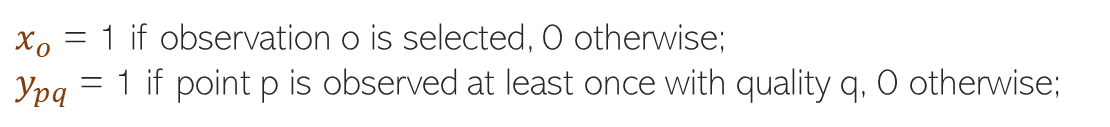 xₒ = 1 if observation o is selected, 0 otherwise;
y_pq = 1 if point p is observed at least once with quality q, 0 otherwise;